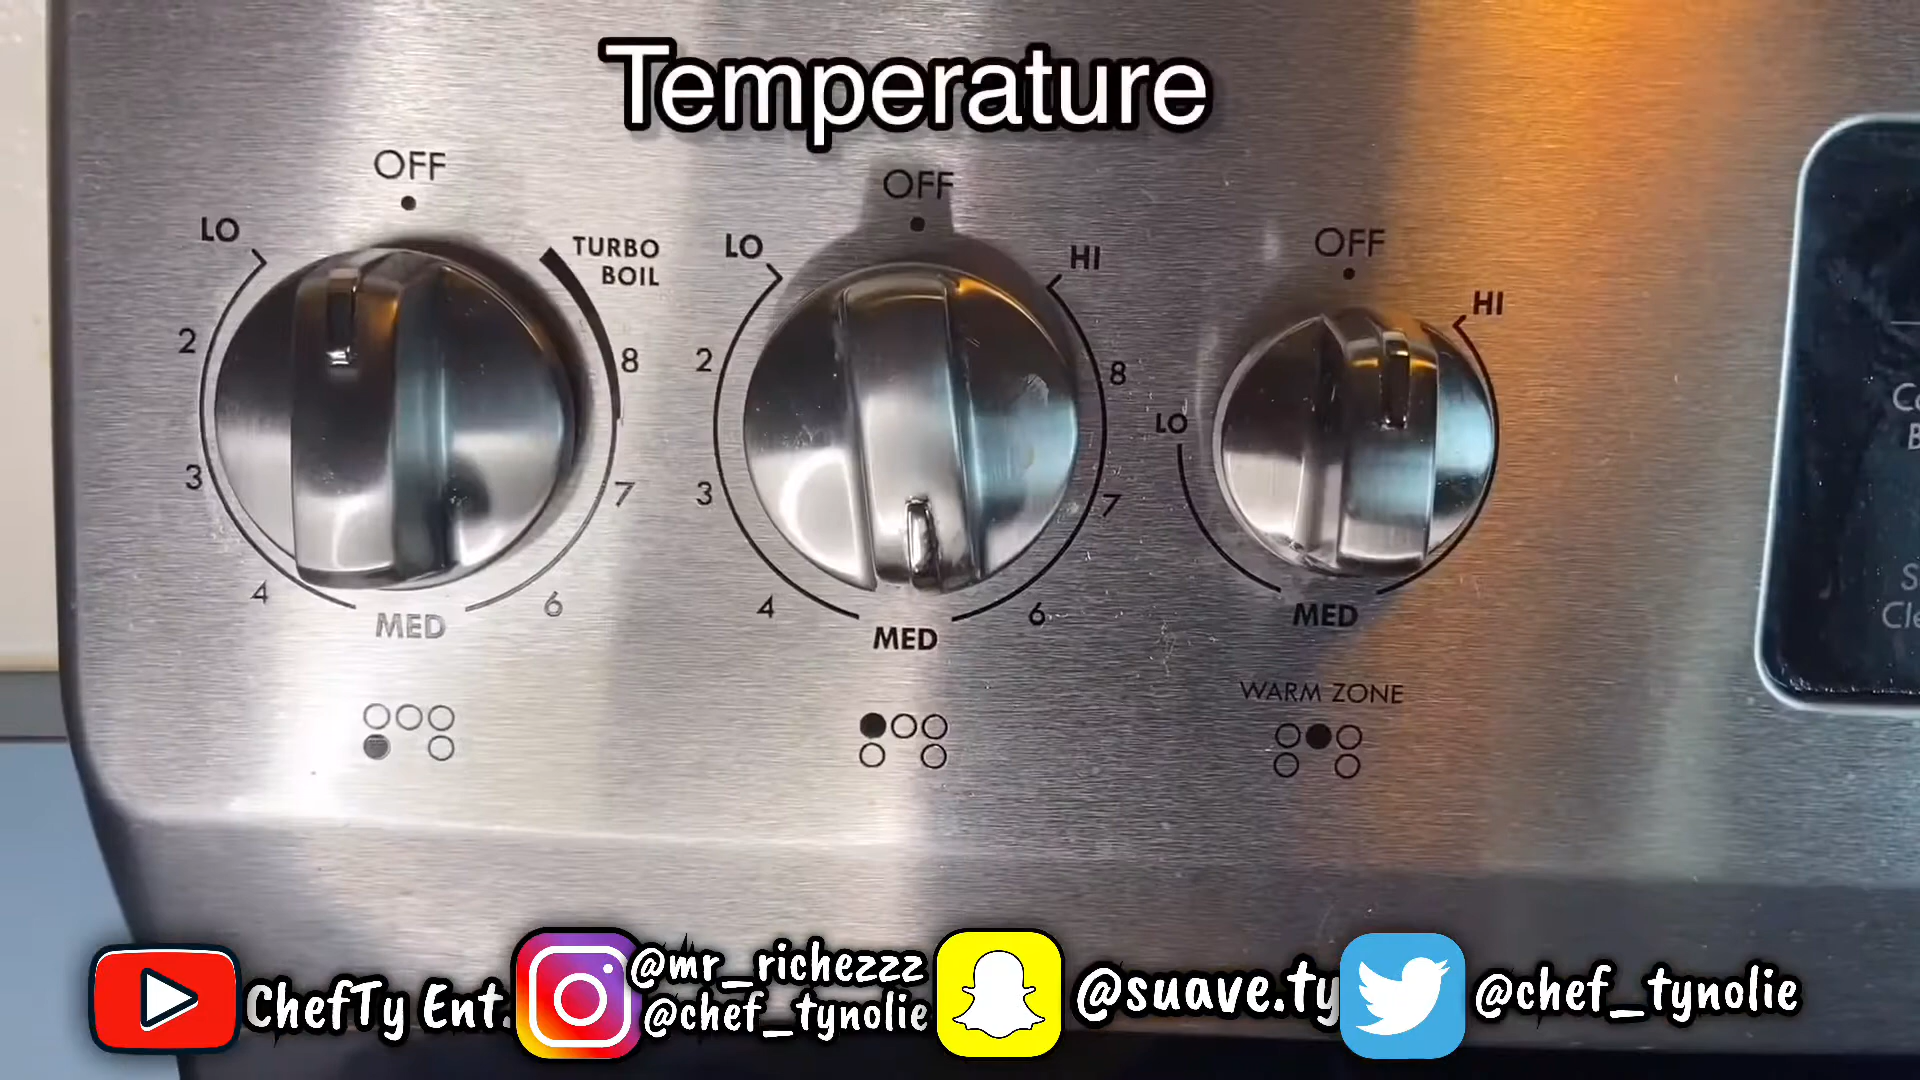 Temperature
OFF
LO
TURBO
BOIL
2
8
3
7
4
6
MED
OFF
LO
HI
2
8
3
7
4
6
MED
OFF
HI
LO
MED
WARM ZONE
ChefTy Ent.
@mr_richezzz
@chef_tynolie
@suave.ty
@chef_tynolie